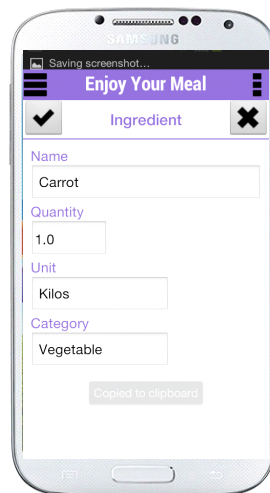 SAMSUNG
Saving screenshot...
Enjoy Your Meal
Ingredient
Name
Carrot
Quantity
1.0
Unit
Kilos
Category
Vegetable
Copied to clipboard